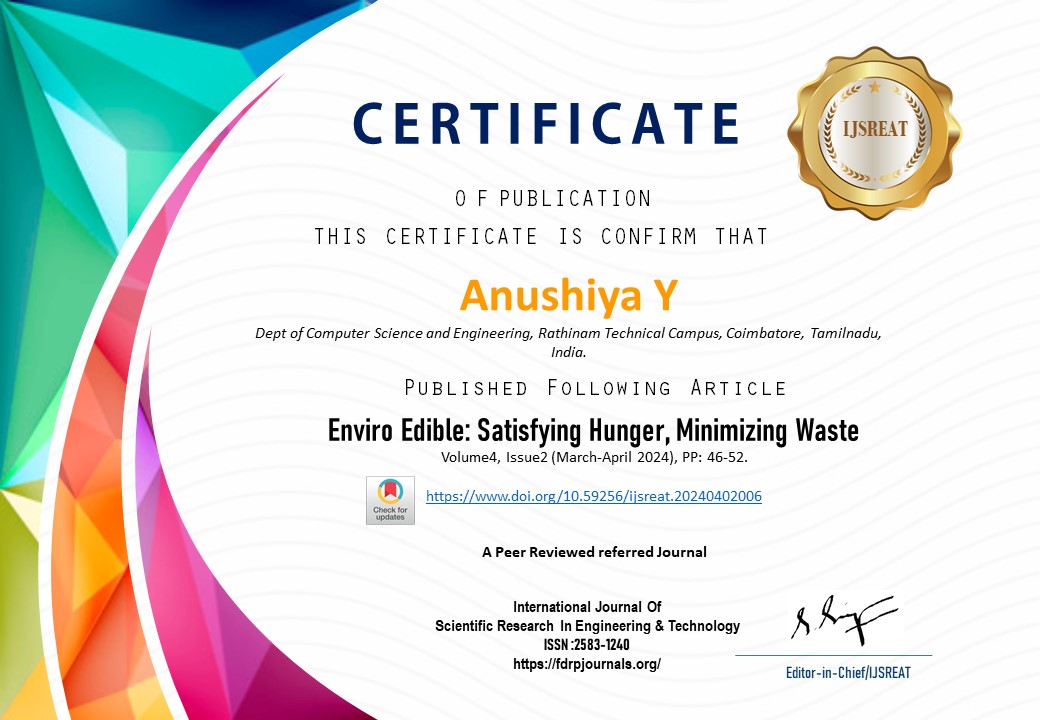 CERTIFICATE
IJSREAT
O F PUBLICATION
THIS CERTIFICATE IS CONFIRM THAT
Anushiya Y
Dept of Computer Science and Engineering, Rathinam Technical Campus, Coimbatore, Tamilnadu,
India.
Published Following Article
Enviro Edible: Satisfying Hunger, Minimizing Waste
Volume4, Issue2 (March-April 2024), PP: 46-52.
Check for
updates
https://www.doi.org/10.59256/ijsreat.20240402006
A Peer Reviewed referred Journal
International Journal Of
Scientific Research In Engineering & Technology
ISSN :2583-1240
https://fdrpjournals.org/
Editor-in-Chief/IJSREAT